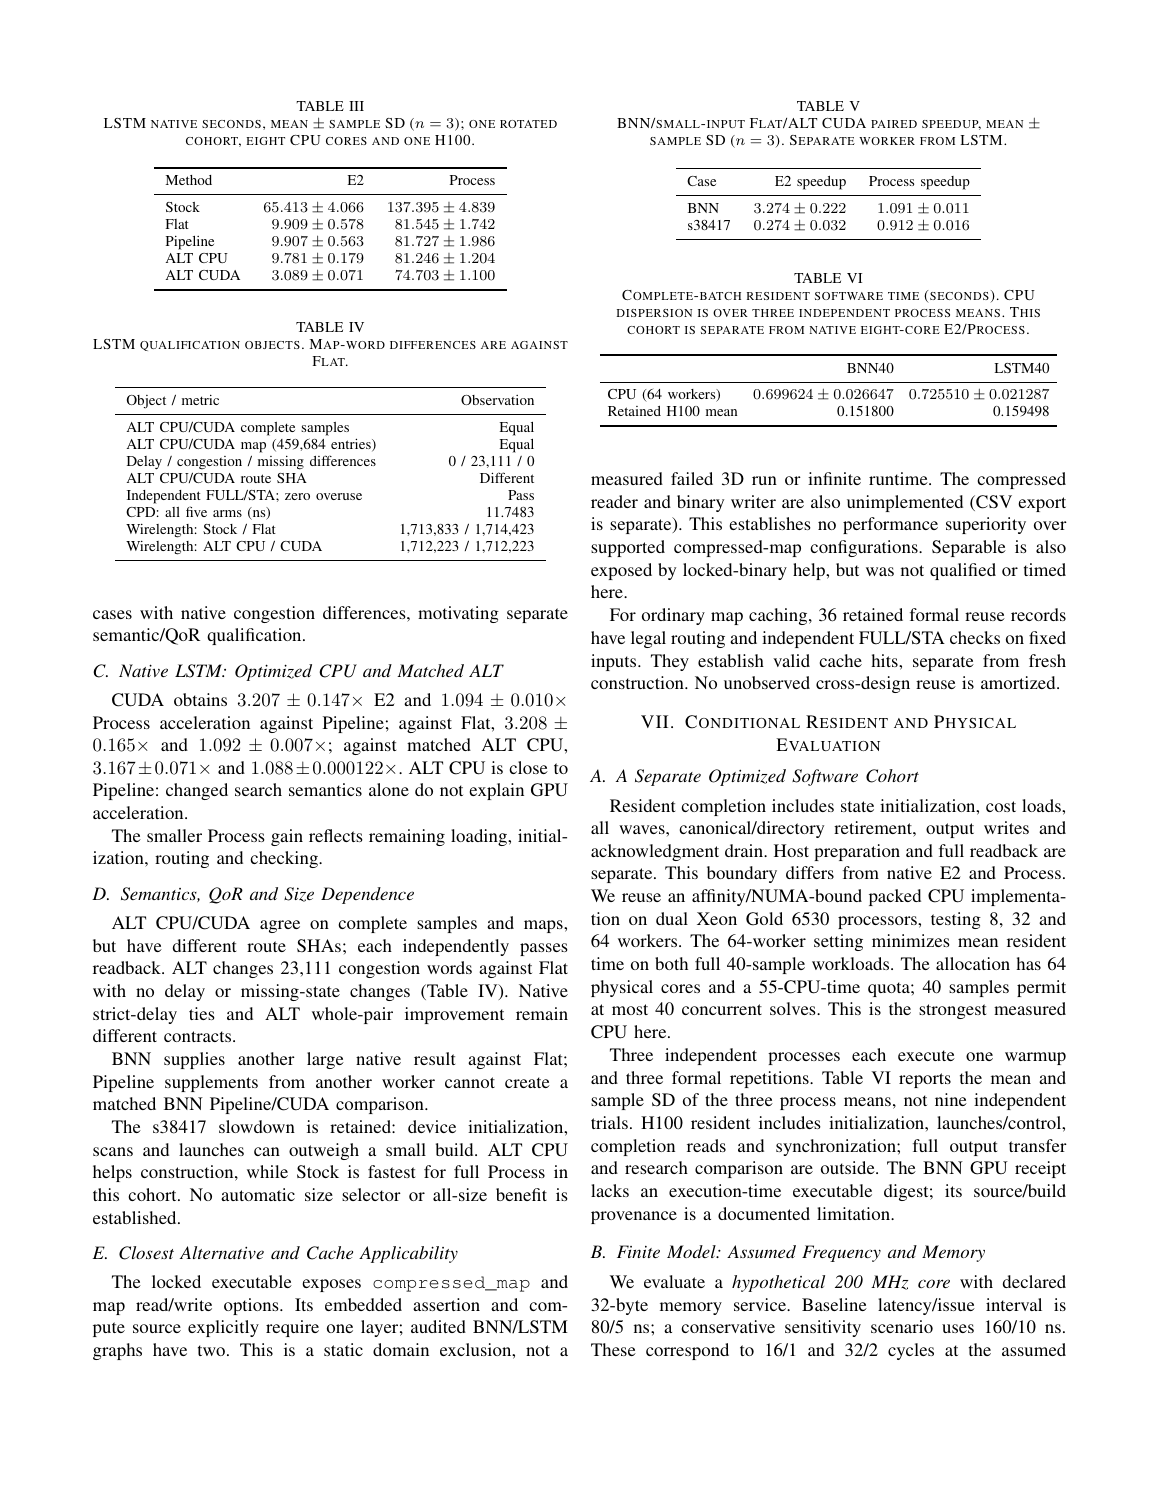 TABLE III
LSTM NATIVE SECONDS, MEAN ± SAMPLE SD (n = 3); ONE ROTATED
COHORT, EIGHT CPU CORES AND ONE H100.
Method E2 Process
Stock 65.413 ± 4.066 137.395 ± 4.839
Flat 9.909 ± 0.578 81.545 ± 1.742
Pipeline 9.907 ± 0.563 81.727 ± 1.986
ALT CPU 9.781 ± 0.179 81.246 ± 1.204
ALT CUDA 3.089 ± 0.071 74.703 ± 1.100
TABLE IV
LSTM QUALIFICATION OBJECTS. MAP-WORD DIFFERENCES ARE AGAINST
FLAT.
Object / metric Observation
ALT CPU/CUDA complete samples Equal
ALT CPU/CUDA map (459,684 entries) Equal
Delay / congestion / missing differences 0 / 23,111 / 0
ALT CPU/CUDA route SHA Different
Independent FULL/STA; zero overuse Pass
CPD: all five arms (ns) 11.7483
Wirelength: Stock / Flat 1,713,833 / 1,714,423
Wirelength: ALT CPU / CUDA 1,712,223 / 1,712,223
cases with native congestion differences, motivating separate
semantic/QoR qualification.
C. Native LSTM: Optimized CPU and Matched ALT
CUDA obtains 3.207 ± 0.147× E2 and 1.094 ± 0.010×
Process acceleration against Pipeline; against Flat, 3.208 ±
0.165× and 1.092 ± 0.007×; against matched ALT CPU,
3.167±0.071× and 1.088±0.000122×. ALT CPU is close to
Pipeline: changed search semantics alone do not explain GPU
acceleration.
The smaller Process gain reflects remaining loading, initial-
ization, routing and checking.
D. Semantics, QoR and Size Dependence
ALT CPU/CUDA agree on complete samples and maps,
but have different route SHAs; each independently passes
readback. ALT changes 23,111 congestion words against Flat
with no delay or missing-state changes (Table IV). Native
strict-delay ties and ALT whole-pair improvement remain
different contracts.
BNN supplies another large native result against Flat;
Pipeline supplements from another worker cannot create a
matched BNN Pipeline/CUDA comparison.
The s38417 slowdown is retained: device initialization,
scans and launches can outweigh a small build. ALT CPU
helps construction, while Stock is fastest for full Process in
this cohort. No automatic size selector or all-size benefit is
established.
E. Closest Alternative and Cache Applicability
The locked executable exposes compressed_map and
map read/write options. Its embedded assertion and com-
pute source explicitly require one layer; audited BNN/LSTM
graphs have two. This is a static domain exclusion, not a
TABLE V
BNN/SMALL-INPUT FLAT/ALT CUDA PAIRED SPEEDUP, MEAN ±
SAMPLE SD (n = 3). SEPARATE WORKER FROM LSTM.
Case E2 speedup Process speedup
BNN 3.274 ± 0.222 1.091 ± 0.011
s38417 0.274 ± 0.032 0.912 ± 0.016
TABLE VI
COMPLETE-BATCH RESIDENT SOFTWARE TIME (SECONDS). CPU
DISPERSION IS OVER THREE INDEPENDENT PROCESS MEANS. THIS
COHORT IS SEPARATE FROM NATIVE EIGHT-CORE E2/PROCESS.
BNN40 LSTM40
CPU (64 workers) 0.699624 ± 0.026647 0.725510 ± 0.021287
Retained H100 mean 0.151800 0.159498
measured failed 3D run or infinite runtime. The compressed
reader and binary writer are also unimplemented (CSV export
is separate). This establishes no performance superiority over
supported compressed-map configurations. Separable is also
exposed by locked-binary help, but was not qualified or timed
here.
For ordinary map caching, 36 retained formal reuse records
have legal routing and independent FULL/STA checks on fixed
inputs. They establish valid cache hits, separate from fresh
construction. No unobserved cross-design reuse is amortized.
VII. CONDITIONAL RESIDENT AND PHYSICAL
EVALUATION
A. A Separate Optimized Software Cohort
Resident completion includes state initialization, cost loads,
all waves, canonical/directory retirement, output writes and
acknowledgment drain. Host preparation and full readback are
separate. This boundary differs from native E2 and Process.
We reuse an affinity/NUMA-bound packed CPU implementa-
tion on dual Xeon Gold 6530 processors, testing 8, 32 and
64 workers. The 64-worker setting minimizes mean resident
time on both full 40-sample workloads. The allocation has 64
physical cores and a 55-CPU-time quota; 40 samples permit
at most 40 concurrent solves. This is the strongest measured
CPU here.
Three independent processes each execute one warmup
and three formal repetitions. Table VI reports the mean and
sample SD of the three process means, not nine independent
trials. H100 resident includes initialization, launches/control,
completion reads and synchronization; full output transfer
and research comparison are outside. The BNN GPU receipt
lacks an execution-time executable digest; its source/build
provenance is a documented limitation.
B. Finite Model: Assumed Frequency and Memory
We evaluate a hypothetical 200 MHz core with declared
32-byte memory service. Baseline latency/issue interval is
80/5 ns; a conservative sensitivity scenario uses 160/10 ns.
These correspond to 16/1 and 32/2 cycles at the assumed